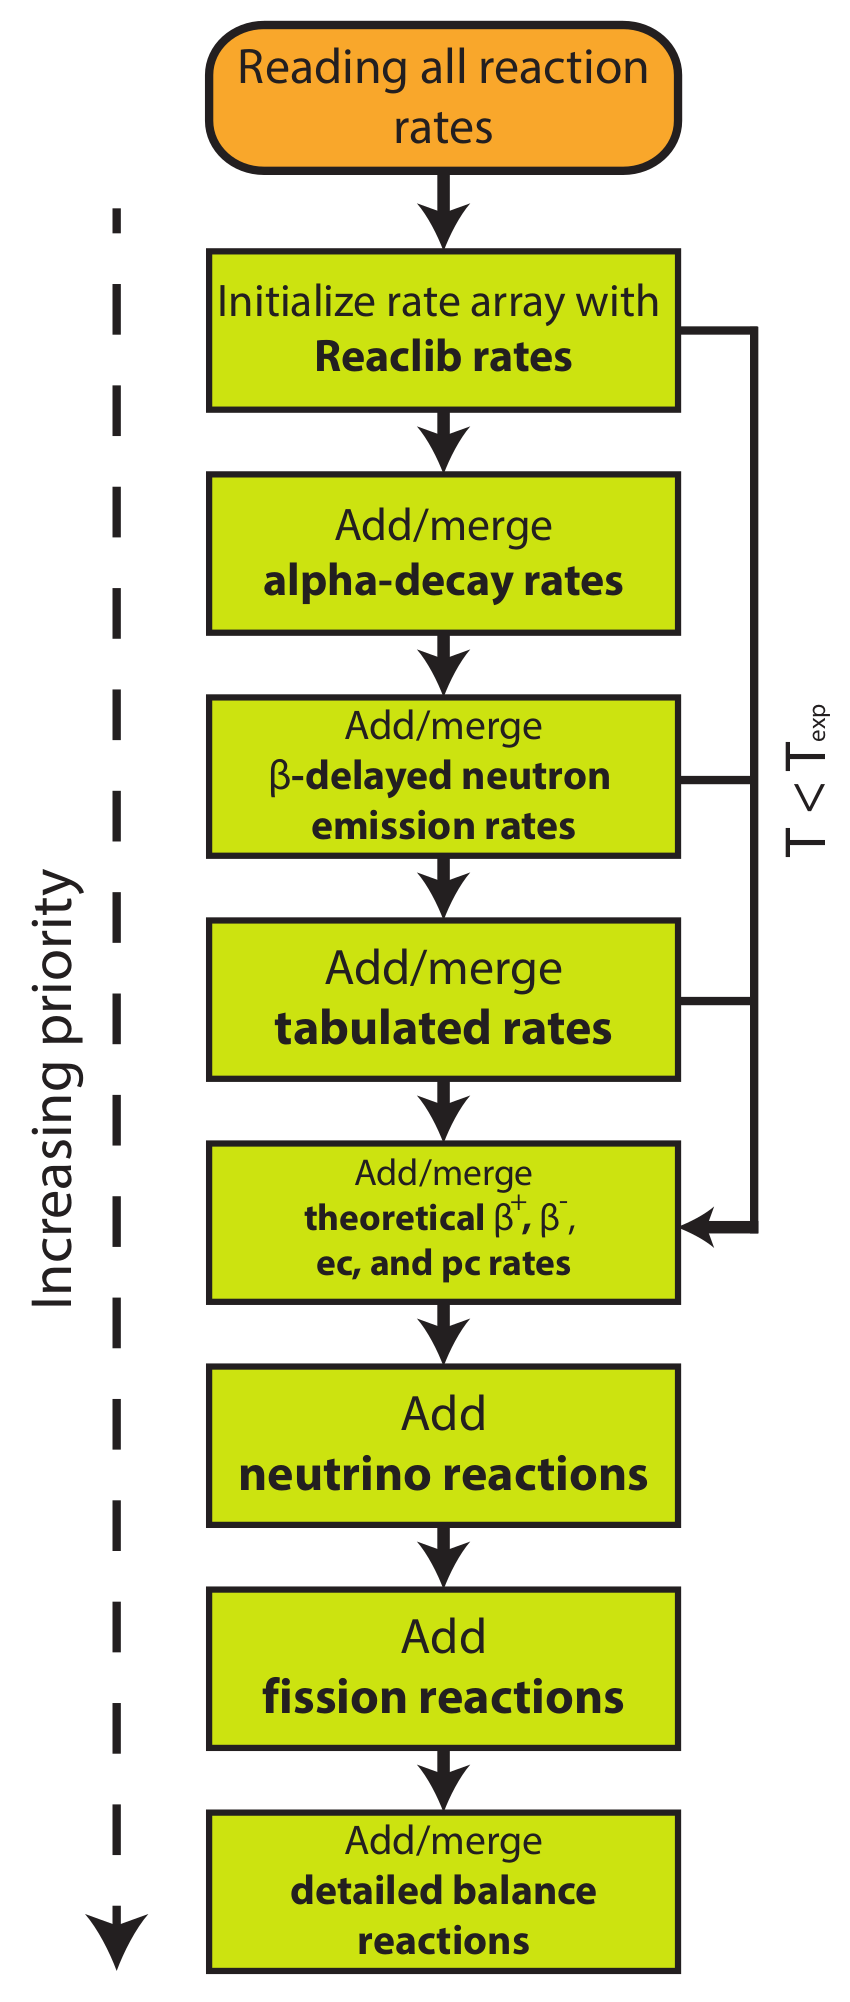 Reading all reaction
rates
Initialize rate array with
Reaclib rates
Add/merge
alpha-decay rates
Add/merge
β-delayed neutron
emission rates
Add/merge
tabulated rates
Add/merge
theoretical β⁺, β⁻,
ec, and pc rates
Add
neutrino reactions
Add
fission reactions
Add/merge
detailed balance
reactions
Increasing priority
T < Texp